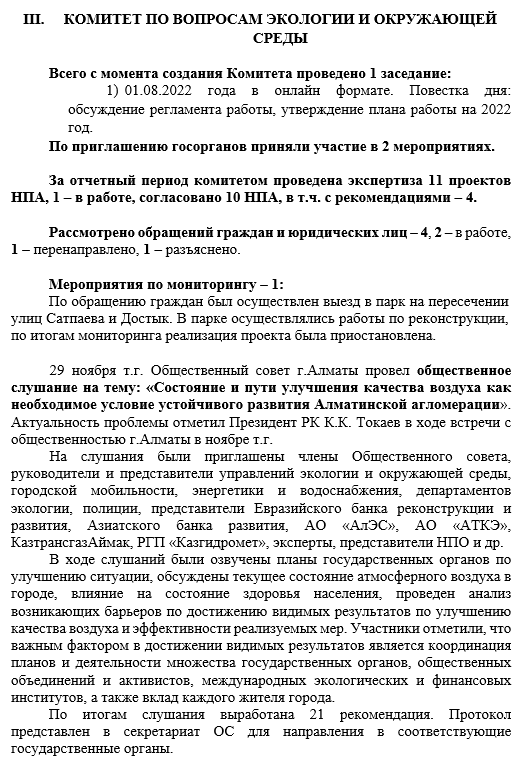 III. КОМИТЕТ ПО ВОПРОСАМ ЭКОЛОГИИ И ОКРУЖАЮЩЕЙ
СРЕДЫ
Всего с момента создания Комитета проведено 1 заседание:
1) 01.08.2022 года в онлайн формате. Повестка дня:
обсуждение регламента работы, утверждение плана работы на 2022
год.
По приглашению госорганов приняли участие в 2 мероприятиях.
За отчетный период комитетом проведена экспертиза 11 проектов
НПА, 1 – в работе, согласовано 10 НПА, в т.ч. с рекомендациями – 4.
Рассмотрено обращений граждан и юридических лиц – 4, 2 – в работе,
1 – перенаправлено, 1 – разъяснено.
Мероприятия по мониторингу – 1:
По обращению граждан был осуществлен выезд в парк на пересечении
улиц Сатпаева и Достык. В парке осуществлялись работы по реконструкции,
по итогам мониторинга реализация проекта была приостановлена.
29 ноября т.г. Общественный совет г.Алматы провел общественное
слушание на тему: «Состояние и пути улучшения качества воздуха как
необходимое условие устойчивого развития Алматинской агломерации».
Актуальность проблемы отметил Президент РК К.К. Токаев в ходе встречи с
общественностью г.Алматы в ноябре т.г.
На слушания были приглашены члены Общественного совета,
руководители и представители управлений экологии и окружающей среды,
городской мобильности, энергетики и водоснабжения, департаментов
экологии, полиции, представители Евразийского банка реконструкции и
развития, Азиатского банка развития, АО «АлЭС», АО «АТКЭ»,
КазтрансгазАймак, РГП «Казгидромет», эксперты, представители НПО и др.
В ходе слушаний были озвучены планы государственных органов по
улучшению ситуации, обсуждены текущее состояние атмосферного воздуха в
городе, влияние на состояние здоровья населения, проведен анализ
возникающих барьеров по достижению видимых результатов по улучшению
качества воздуха и эффективности реализуемых мер. Участники отметили, что
важным фактором в достижении видимых результатов является координация
планов и деятельности множества государственных органов, общественных
объединений и активистов, международных экологических и финансовых
институтов, а также вклад каждого жителя города.
По итогам слушания выработана 21 рекомендация. Протокол
представлен в секретариат ОС для направления в соответствующие
государственные органы.